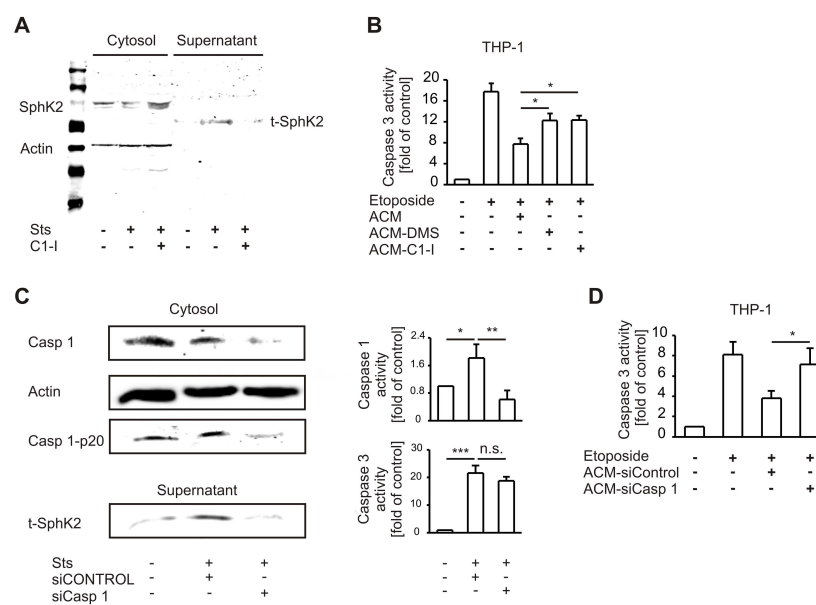 A
Cytosol Supernatant
SphK2
t-SphK2
Actin
Sts - + + - + +
C1-I - - + - - +
B
THP-1
Caspase 3 activity
[fold of control]
20
16
12
8
4
0
*
*
Etoposide - + + + +
ACM - - + - -
ACM-DMS - - - + -
ACM-C1-I - - - - +
C
Cytosol
Casp 1
Actin
Casp 1-p20
Supernatant
t-SphK2
Sts - + +
siCONTROL - + -
siCasp 1 - - +
Caspase 1
activity
[fold of control]
2.4
1.6
0.8
0
* **
Caspase 3
activity
[fold of control]
30
20
10
0
*** n.s.
- + +
- + -
- - +
D
THP-1
Caspase 3 activity
[fold of control]
10
8
6
4
2
0
*
Etoposide - + + +
ACM-siControl - - + -
ACM-siCasp 1 - - - +